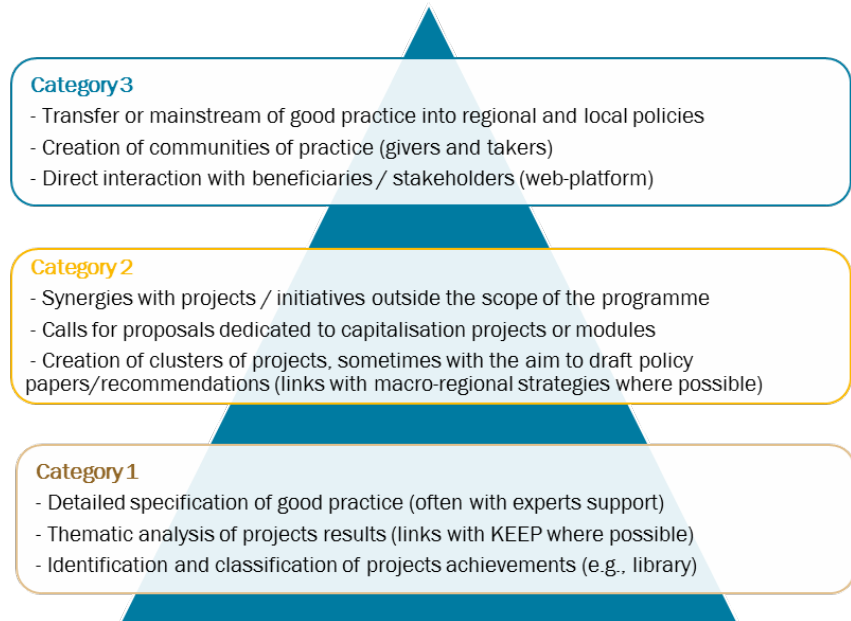 Category 3
- Transfer or mainstream of good practice into regional and local policies
- Creation of communities of practice (givers and takers)
- Direct interaction with beneficiaries / stakeholders (web-platform)
Category 2
- Synergies with projects / initiatives outside the scope of the programme
- Calls for proposals dedicated to capitalisation projects or modules
- Creation of clusters of projects, sometimes with the aim to draft policy
papers/recommendations (links with macro-regional strategies where possible)
Category 1
- Detailed specification of good practice (often with experts support)
- Thematic analysis of projects results (links with KEEP where possible)
- Identification and classification of projects achievements (e.g., library)